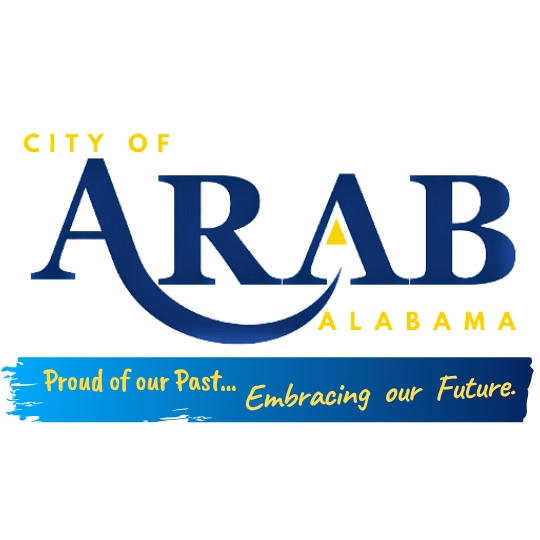 CITY OF
ARAB
ALABAMA
Proud of our Past... Embracing our Future.